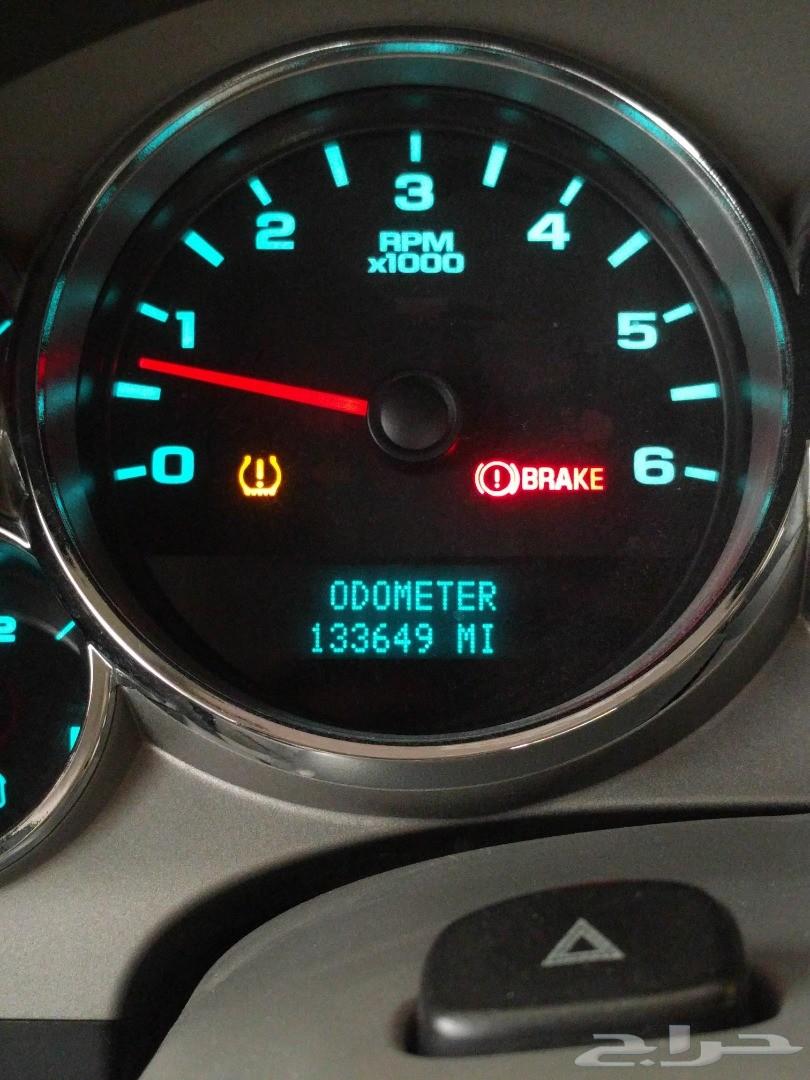 3
2
4
RPM
x1000
1
5
0
6
BRAKE
ODOMETER
133649 MI
2
حراج